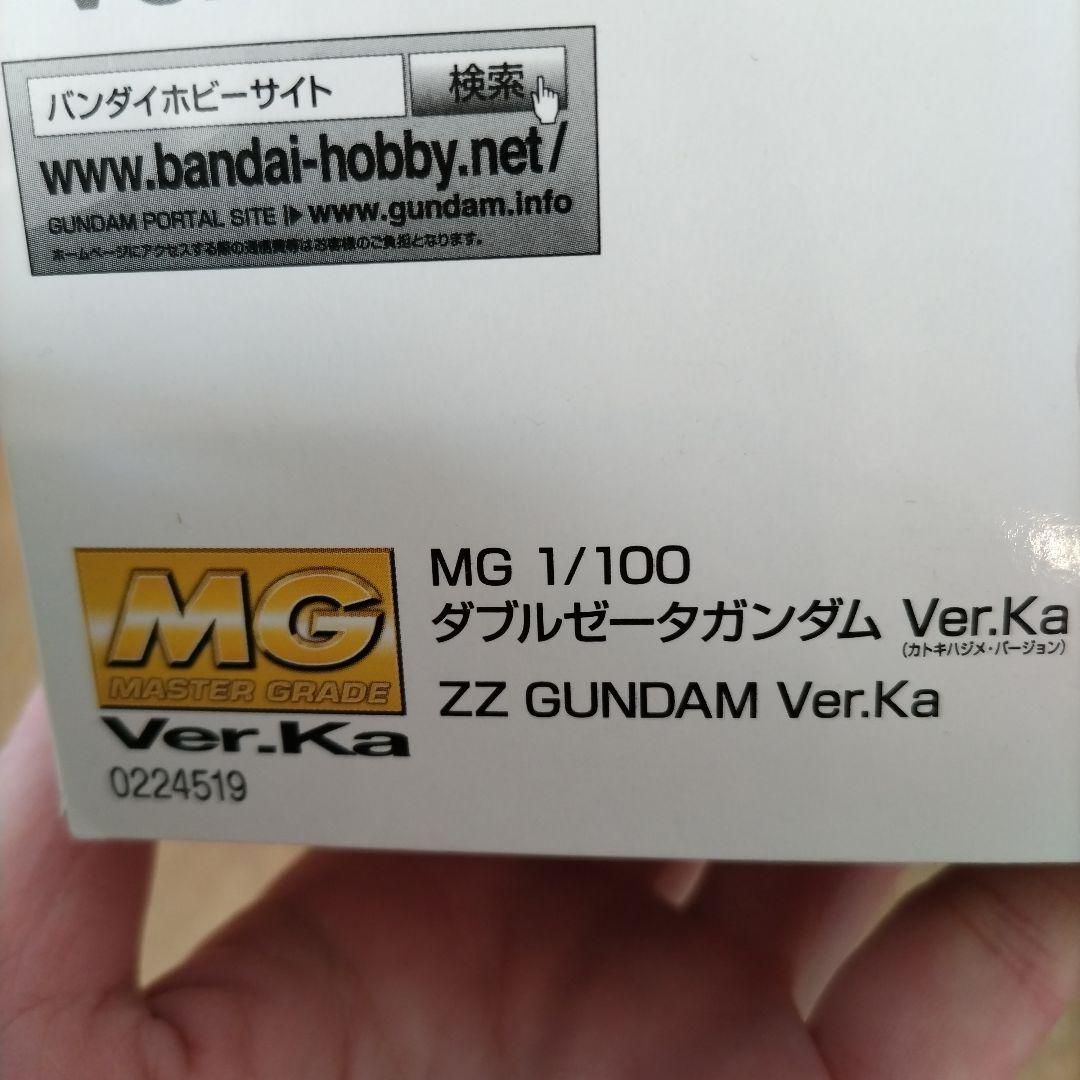 バンダイホビーサイト 検索
www.bandai-hobby.net/
GUNDAM PORTAL SITE www.gundam.info
ホームページにアクセスする際の通信費等はお客様のご負担となります。
MG
MASTER GRADE
Ver.Ka
0224519
MG 1/100
ダブルゼータガンダム Ver.Ka
(カトキハジメ・バージョン)
ZZ GUNDAM Ver.Ka